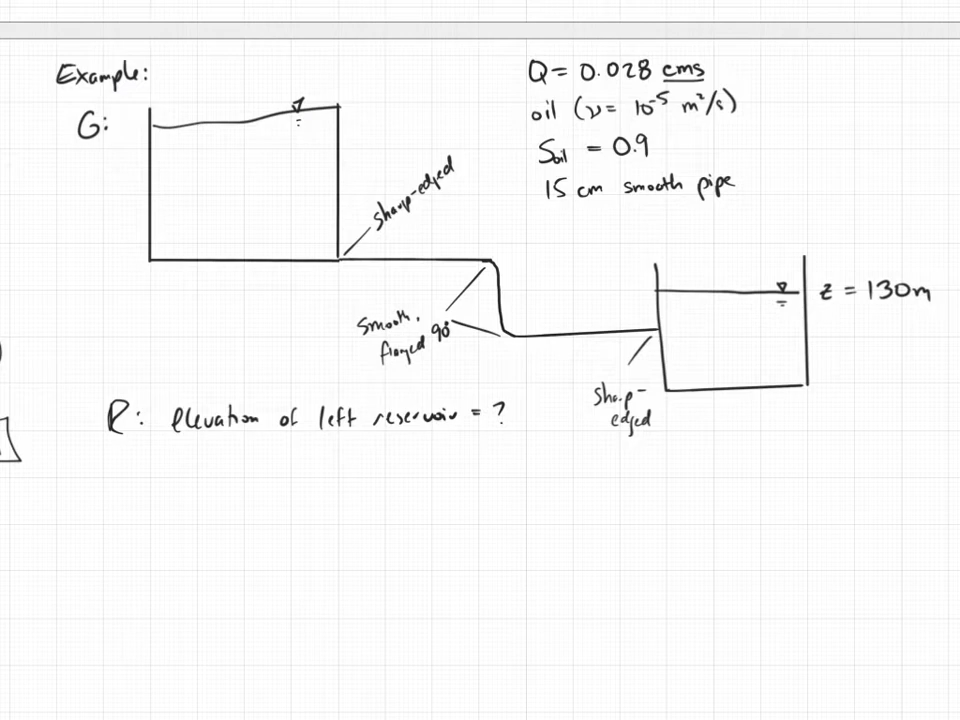 Example:
G:
Q = 0.028 cms
oil (ν = 10⁻⁵ m²/s)
Soil = 0.9
15 cm smooth pipe
sharp-edged
z = 130m
smooth,
flanged 90°
sharp-
edged
R: elevation of left reservoir = ?